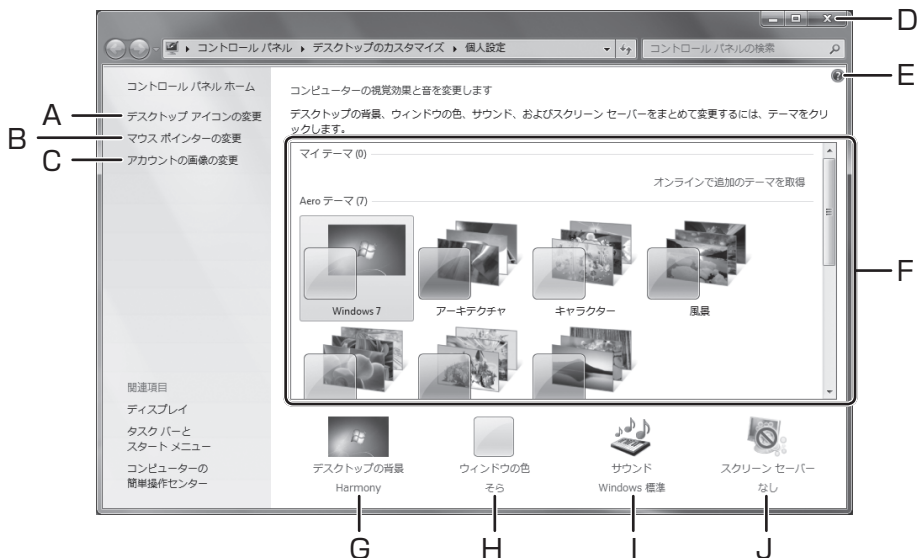 D
コントロール パネル ▸ デスクトップのカスタマイズ ▸ 個人設定
コントロール パネルの検索
E
コントロール パネル ホーム
A
デスクトップ アイコンの変更
B
マウス ポインターの変更
C
アカウントの画像の変更
コンピューターの視覚効果と音を変更します
デスクトップの背景、ウィンドウの色、サウンド、およびスクリーン セーバーをまとめて変更するには、テーマをクリ
ックします。
マイ テーマ (0)
オンラインで追加のテーマを取得
Aero テーマ (7)
F
Windows 7
アーキテクチャ
キャラクター
風景
関連項目
ディスプレイ
タスク バーと
スタート メニュー
コンピューターの
簡単操作センター
デスクトップの背景
Harmony
ウィンドウの色
そら
サウンド
Windows 標準
スクリーン セーバー
なし
G
H
I
J